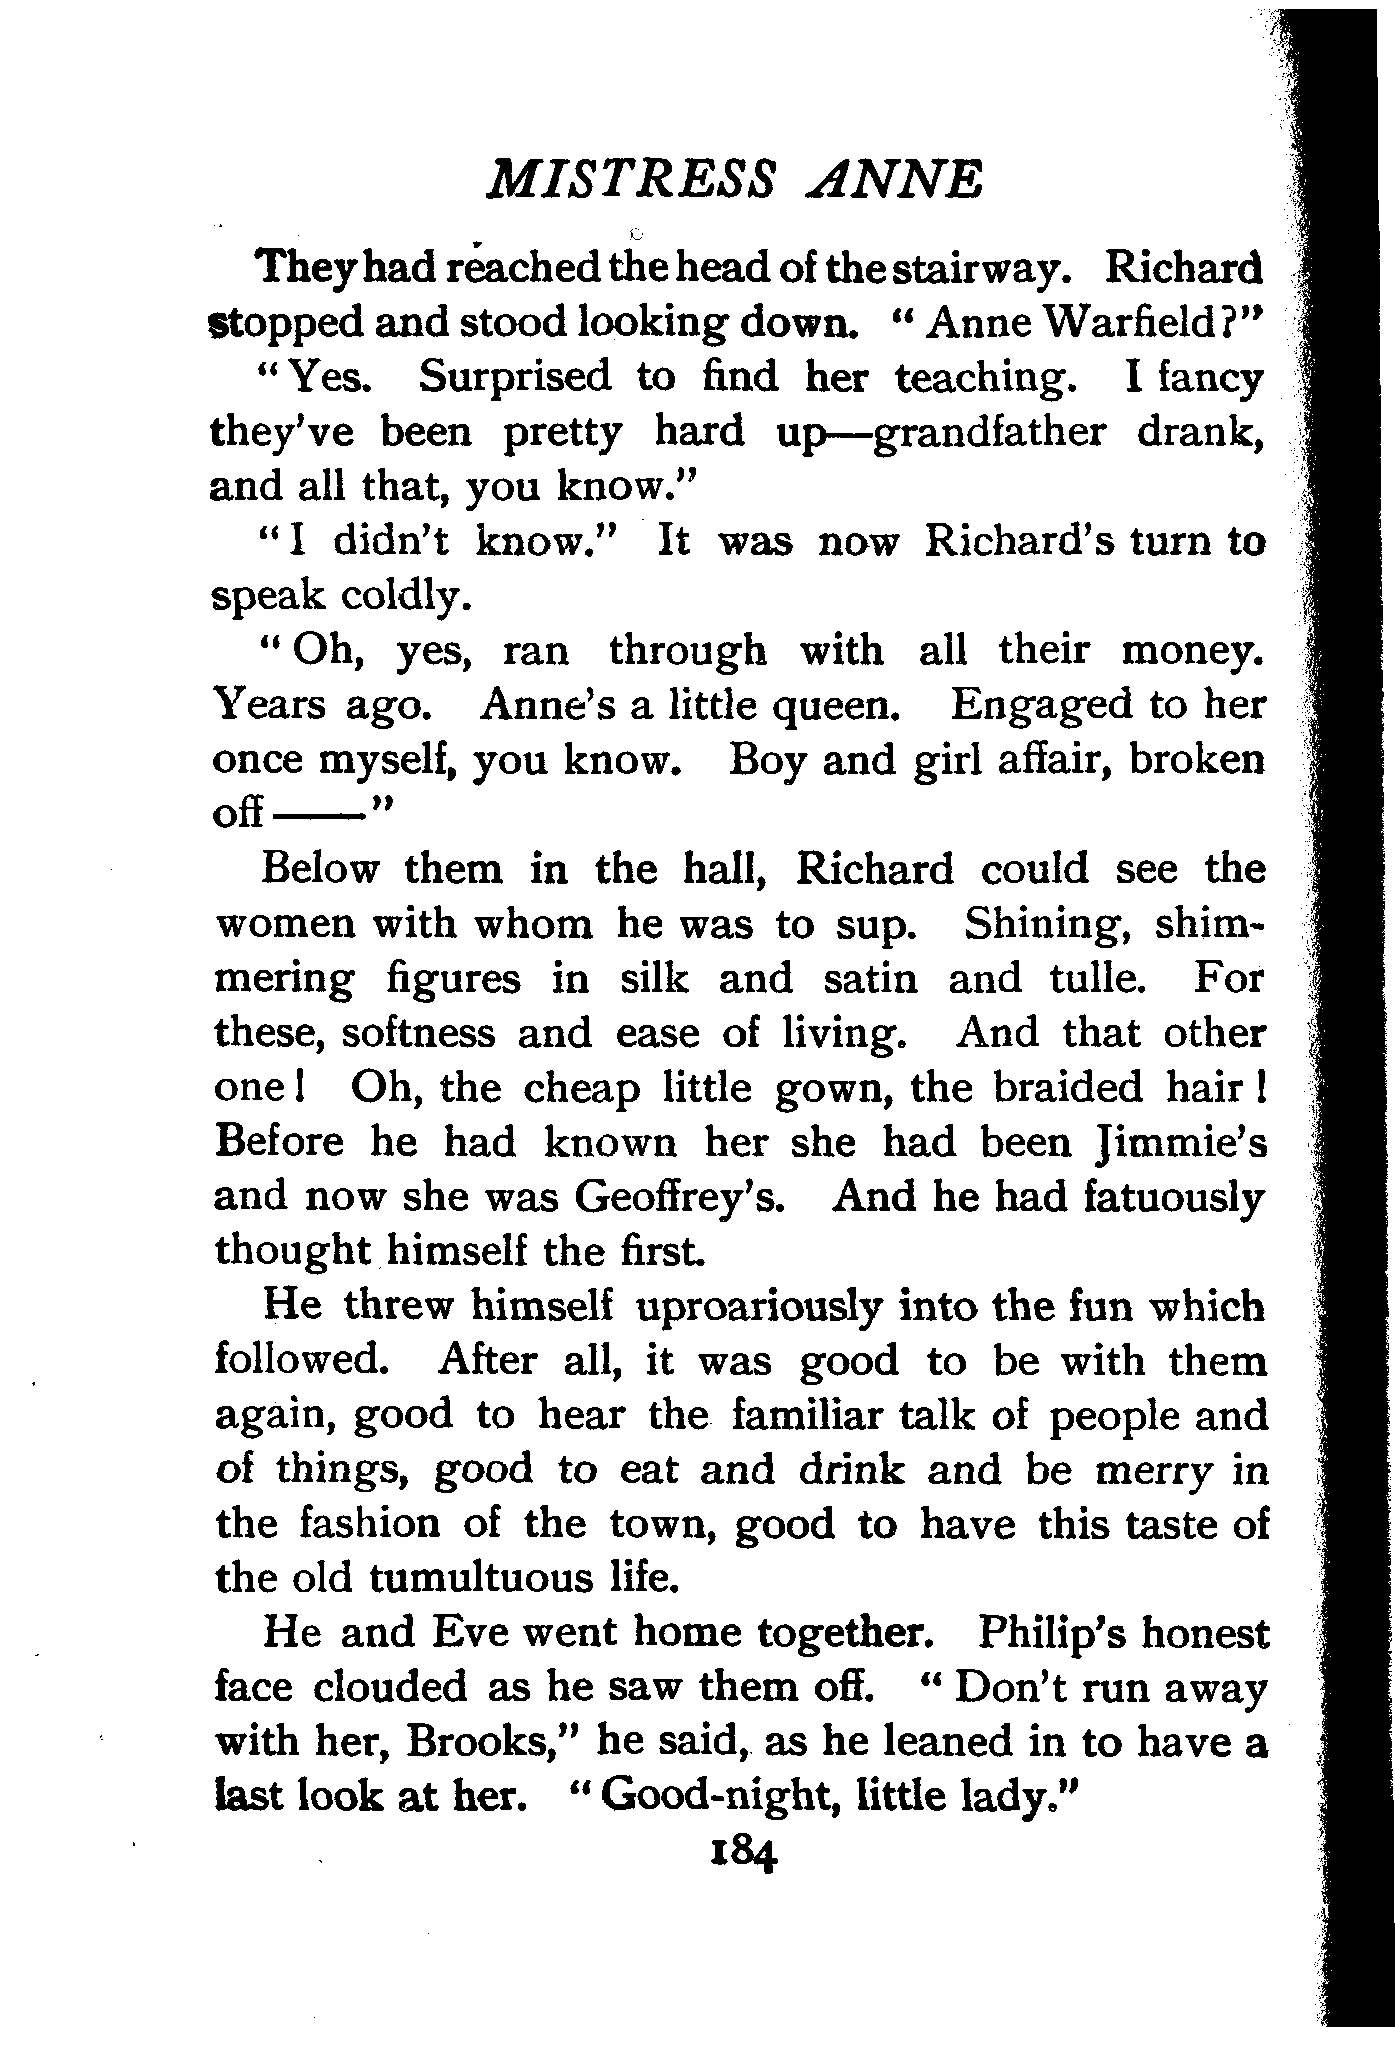 MISTRESS ANNE
They had reached the head of the stairway. Richard
stopped and stood looking down. " Anne Warfield?"
" Yes. Surprised to find her teaching. I fancy
they've been pretty hard up—grandfather drank,
and all that, you know."
" I didn't know." It was now Richard's turn to
speak coldly.
" Oh, yes, ran through with all their money.
Years ago. Anne's a little queen. Engaged to her
once myself, you know. Boy and girl affair, broken
off ——"
Below them in the hall, Richard could see the
women with whom he was to sup. Shining, shim-
mering figures in silk and satin and tulle. For
these, softness and ease of living. And that other
one! Oh, the cheap little gown, the braided hair!
Before he had known her she had been Jimmie's
and now she was Geoffrey's. And he had fatuously
thought himself the first.
He threw himself uproariously into the fun which
followed. After all, it was good to be with them
again, good to hear the familiar talk of people and
of things, good to eat and drink and be merry in
the fashion of the town, good to have this taste of
the old tumultuous life.
He and Eve went home together. Philip's honest
face clouded as he saw them off. " Don't run away
with her, Brooks," he said, as he leaned in to have a
last look at her. " Good-night, little lady."
184